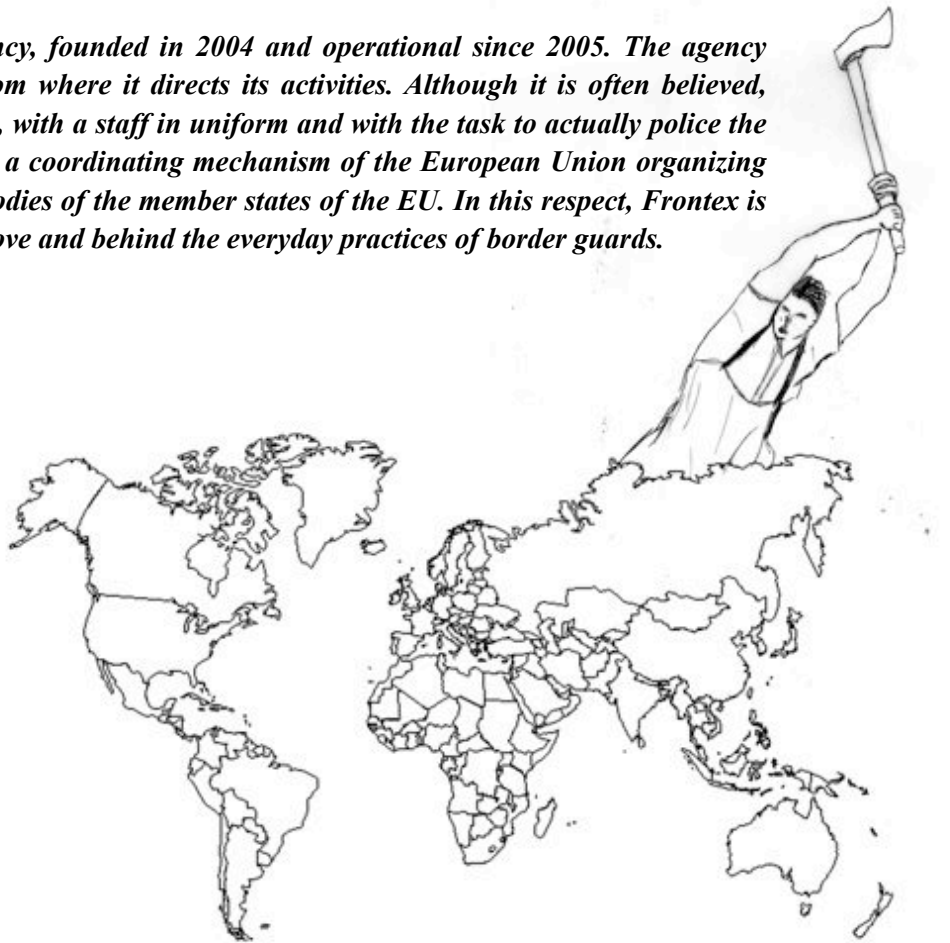 ncy, founded in 2004 and operational since 2005. The agency
om where it directs its activities. Although it is often believed,
, with a staff in uniform and with the task to actually police the
a coordinating mechanism of the European Union organizing
odies of the member states of the EU. In this respect, Frontex is
ove and behind the everyday practices of border guards.